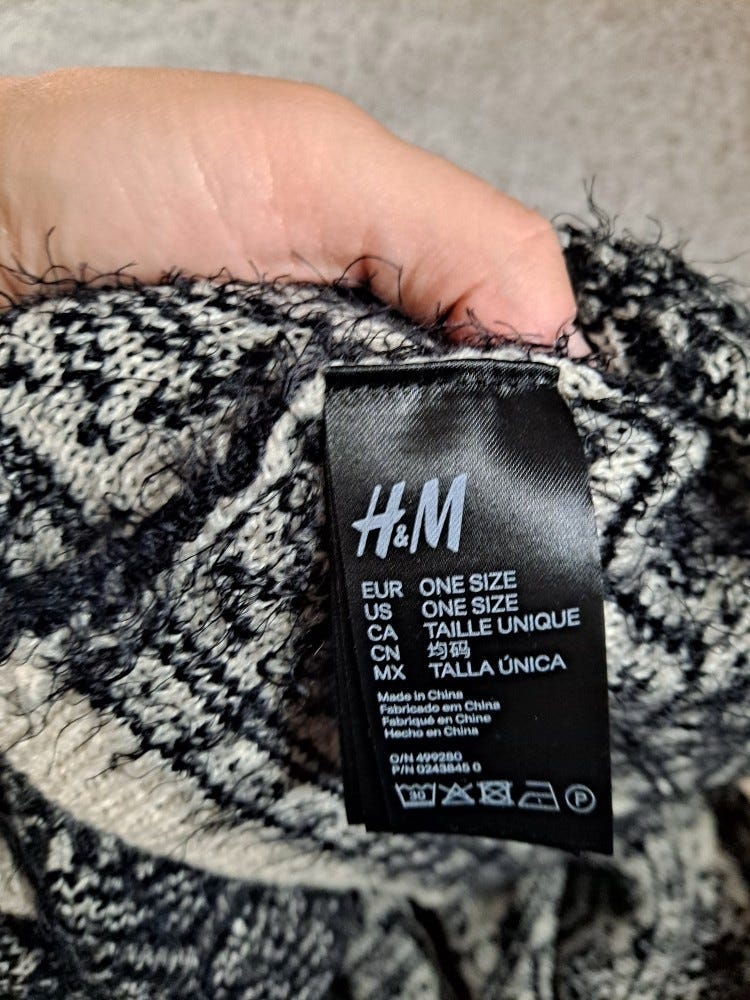 H&M
EUR ONE SIZE
US ONE SIZE
CA TAILLE UNIQUE
CN 均码
MX TALLA ÚNICA
Made in China
Fabricado em China
Fabriqué en Chine
Hecho en China
O/N 499280
P/N 0243845 0
30 P